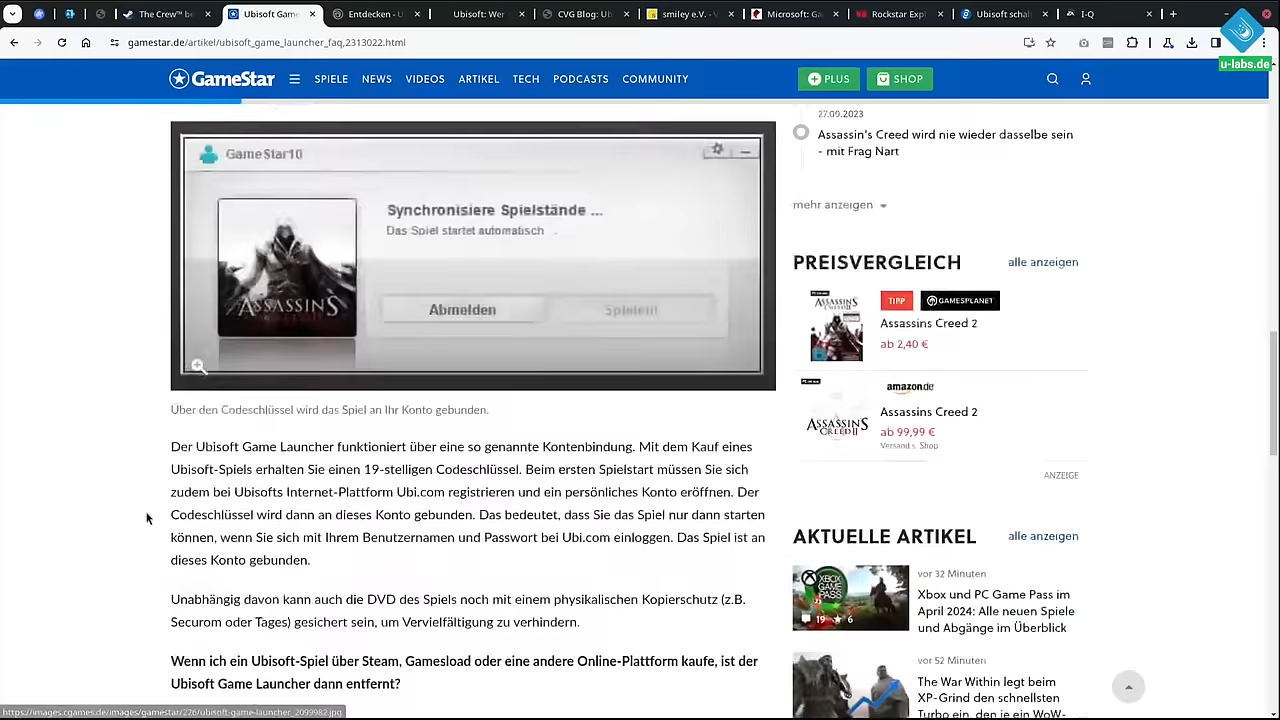 The Crew™ be
Ubisoft Game
Entdecken - U
Ubisoft: Wer
CVG Blog: Ub
smiley e.V. - V
Microsoft: Ga
Rockstar Expl
Ubisoft schal
I-Q
gamestar.de/artikel/ubisoft_game_launcher_faq,2313022.html
u-labs.de
GameStar
SPIELE
NEWS
VIDEOS
ARTIKEL
TECH
PODCASTS
COMMUNITY
PLUS
SHOP
GameStar10
Synchronisiere Spielstände ...
Das Spiel startet automatisch
ASSASSINS
Abmelden
Spielen!
Über den Codeschlüssel wird das Spiel an Ihr Konto gebunden.
Der Ubisoft Game Launcher funktioniert über eine so genannte Kontenbindung. Mit dem Kauf eines
Ubisoft-Spiels erhalten Sie einen 19-stelligen Codeschlüssel. Beim ersten Spielstart müssen Sie sich
zudem bei Ubisofts Internet-Plattform Ubi.com registrieren und ein persönliches Konto eröffnen. Der
Codeschlüssel wird dann an dieses Konto gebunden. Das bedeutet, dass Sie das Spiel nur dann starten
können, wenn Sie sich mit Ihrem Benutzernamen und Passwort bei Ubi.com einloggen. Das Spiel ist an
dieses Konto gebunden.
Unabhängig davon kann auch die DVD des Spiels noch mit einem physikalischen Kopierschutz (z.B.
Securom oder Tages) gesichert sein, um Vervielfältigung zu verhindern.
Wenn ich ein Ubisoft-Spiel über Steam, Gamesload oder eine andere Online-Plattform kaufe, ist der
Ubisoft Game Launcher dann entfernt?
https://images.cgames.de/images/gamestar/226/ubisoft-game-launcher_2099982.jpg
27.09.2023
Assassin's Creed wird nie wieder dasselbe sein
- mit Frag Nart
mehr anzeigen
PREISVERGLEICH
alle anzeigen
TIPP
GAMESPLANET
Assassins Creed 2
ab 2,40 €
amazon.de
Assassins Creed 2
ab 99,99 €
Versand s. Shop
ANZEIGE
AKTUELLE ARTIKEL
alle anzeigen
vor 32 Minuten
Xbox und PC Game Pass im
April 2024: Alle neuen Spiele
und Abgänge im Überblick
XBOX
GAME
PASS
19
6
vor 52 Minuten
The War Within legt beim
XP-Grind den schnellsten
Turbo ein, den je ein WoW-